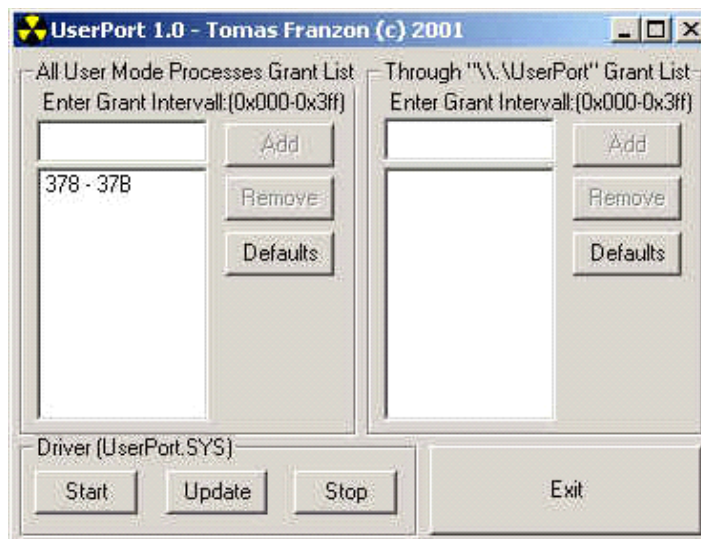 UserPort 1.0 - Tomas Franzon (c) 2001
All User Mode Processes Grant List
Enter Grant Intervall:(0x000-0x3ff)
Add
378 - 37B
Remove
Defaults
Through "\\.\UserPort" Grant List
Enter Grant Intervall:(0x000-0x3ff)
Add
Remove
Defaults
Driver (UserPort.SYS)
Start
Update
Stop
Exit